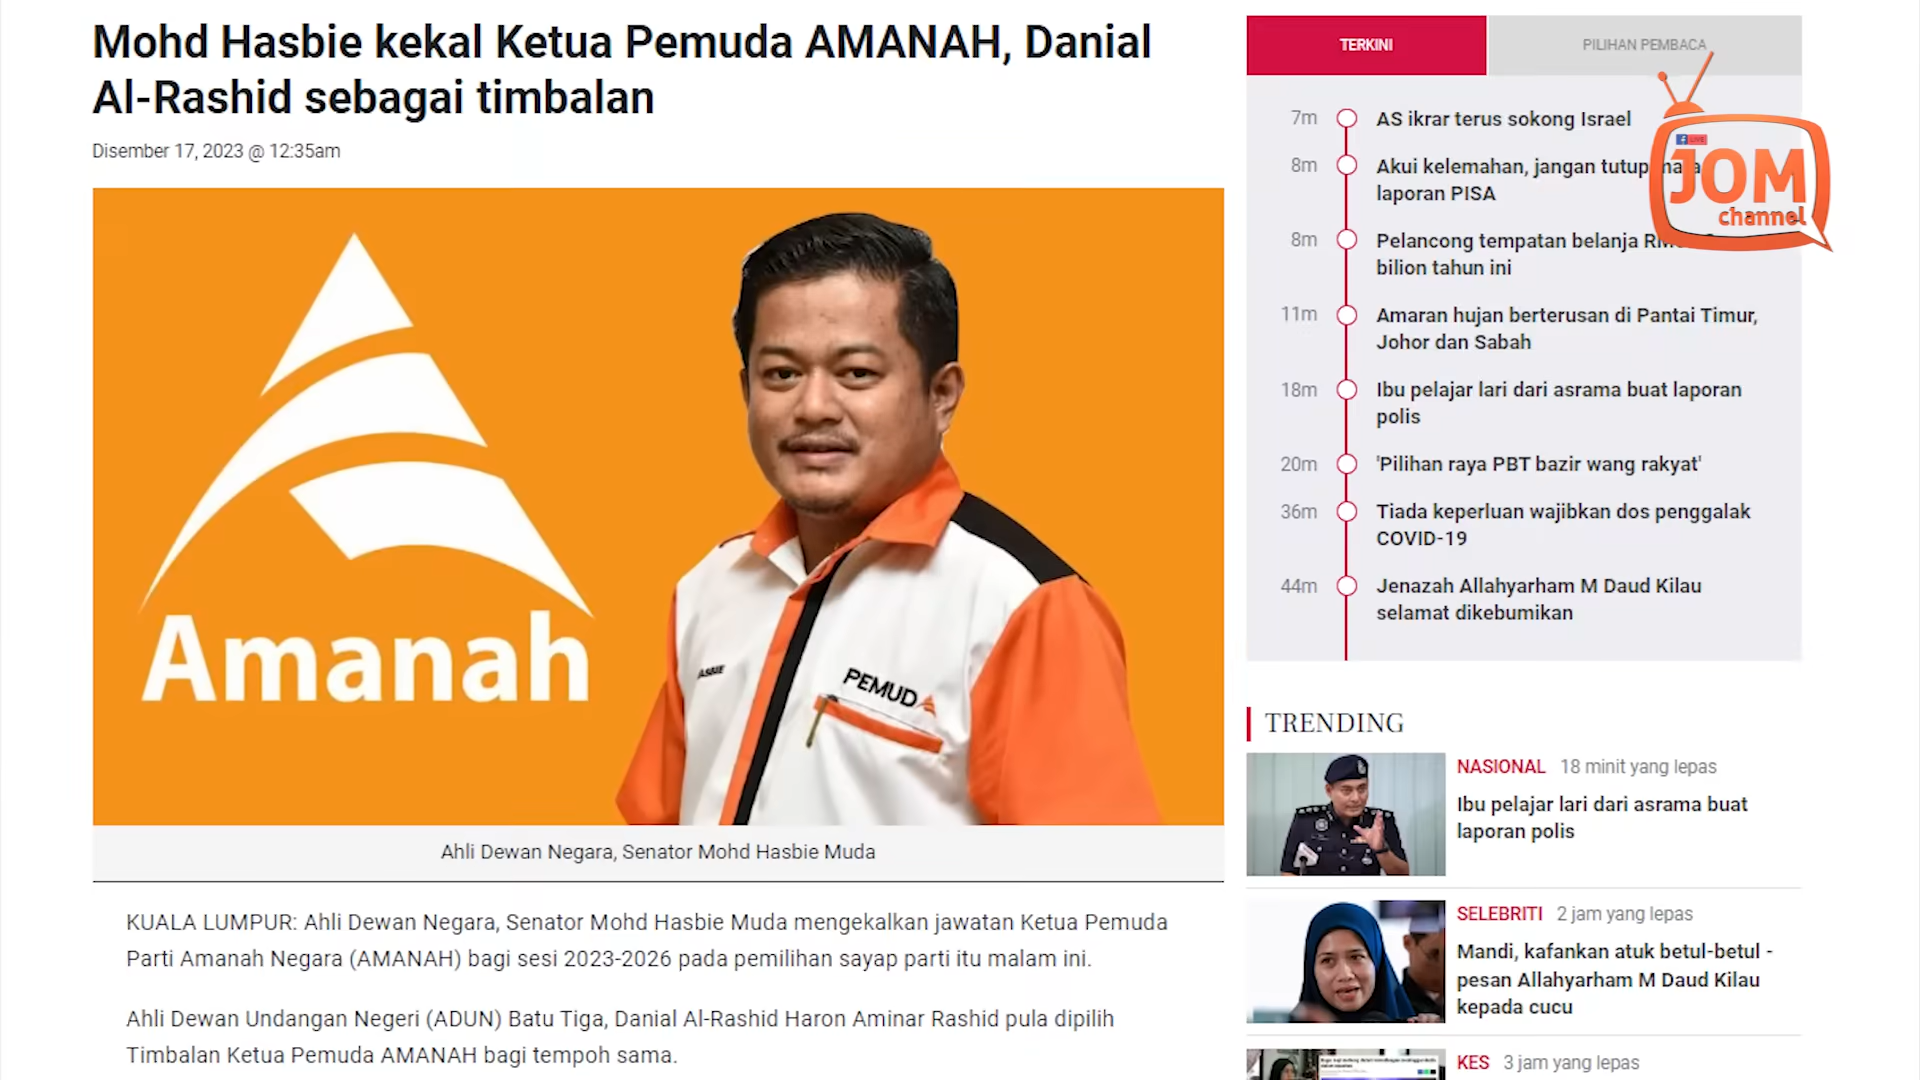 Mohd Hasbie kekal Ketua Pemuda AMANAH, Danial
Al-Rashid sebagai timbalan
Disember 17, 2023 @ 12:35am
Amanah
PEMUDA
Ahli Dewan Negara, Senator Mohd Hasbie Muda
KUALA LUMPUR: Ahli Dewan Negara, Senator Mohd Hasbie Muda mengekalkan jawatan Ketua Pemuda
Parti Amanah Negara (AMANAH) bagi sesi 2023-2026 pada pemilihan sayap parti itu malam ini.
Ahli Dewan Undangan Negeri (ADUN) Batu Tiga, Danial Al-Rashid Haron Aminar Rashid pula dipilih
Timbalan Ketua Pemuda AMANAH bagi tempoh sama.
TERKINI
PILIHAN PEMBACA
LIVE
JOM
channel
7m AS ikrar terus sokong Israel
8m Akui kelemahan, jangan tutup
laporan PISA
8m Pelancong tempatan belanja
bilion tahun ini
11m Amaran hujan berterusan di Pantai Timur,
Johor dan Sabah
18m Ibu pelajar lari dari asrama buat laporan
polis
20m 'Pilihan raya PBT bazir wang rakyat'
36m Tiada keperluan wajibkan dos penggalak
COVID-19
44m Jenazah Allahyarham M Daud Kilau
selamat dikebumikan
TRENDING
NASIONAL 18 minit yang lepas
Ibu pelajar lari dari asrama buat
laporan polis
SELEBRITI 2 jam yang lepas
Mandi, kafankan atuk betul-betul -
pesan Allahyarham M Daud Kilau
kepada cucu
KES 3 jam yang lepas